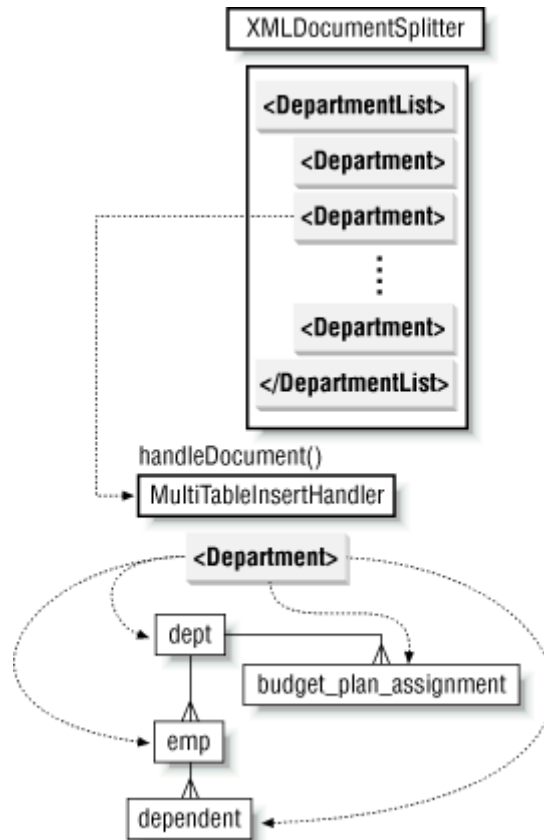 XMLDocumentSplitter
<DepartmentList>
<Department>
<Department>
<Department>
</DepartmentList>
handleDocument()
MultiTableInsertHandler
<Department>
dept
budget_plan_assignment
emp
dependent